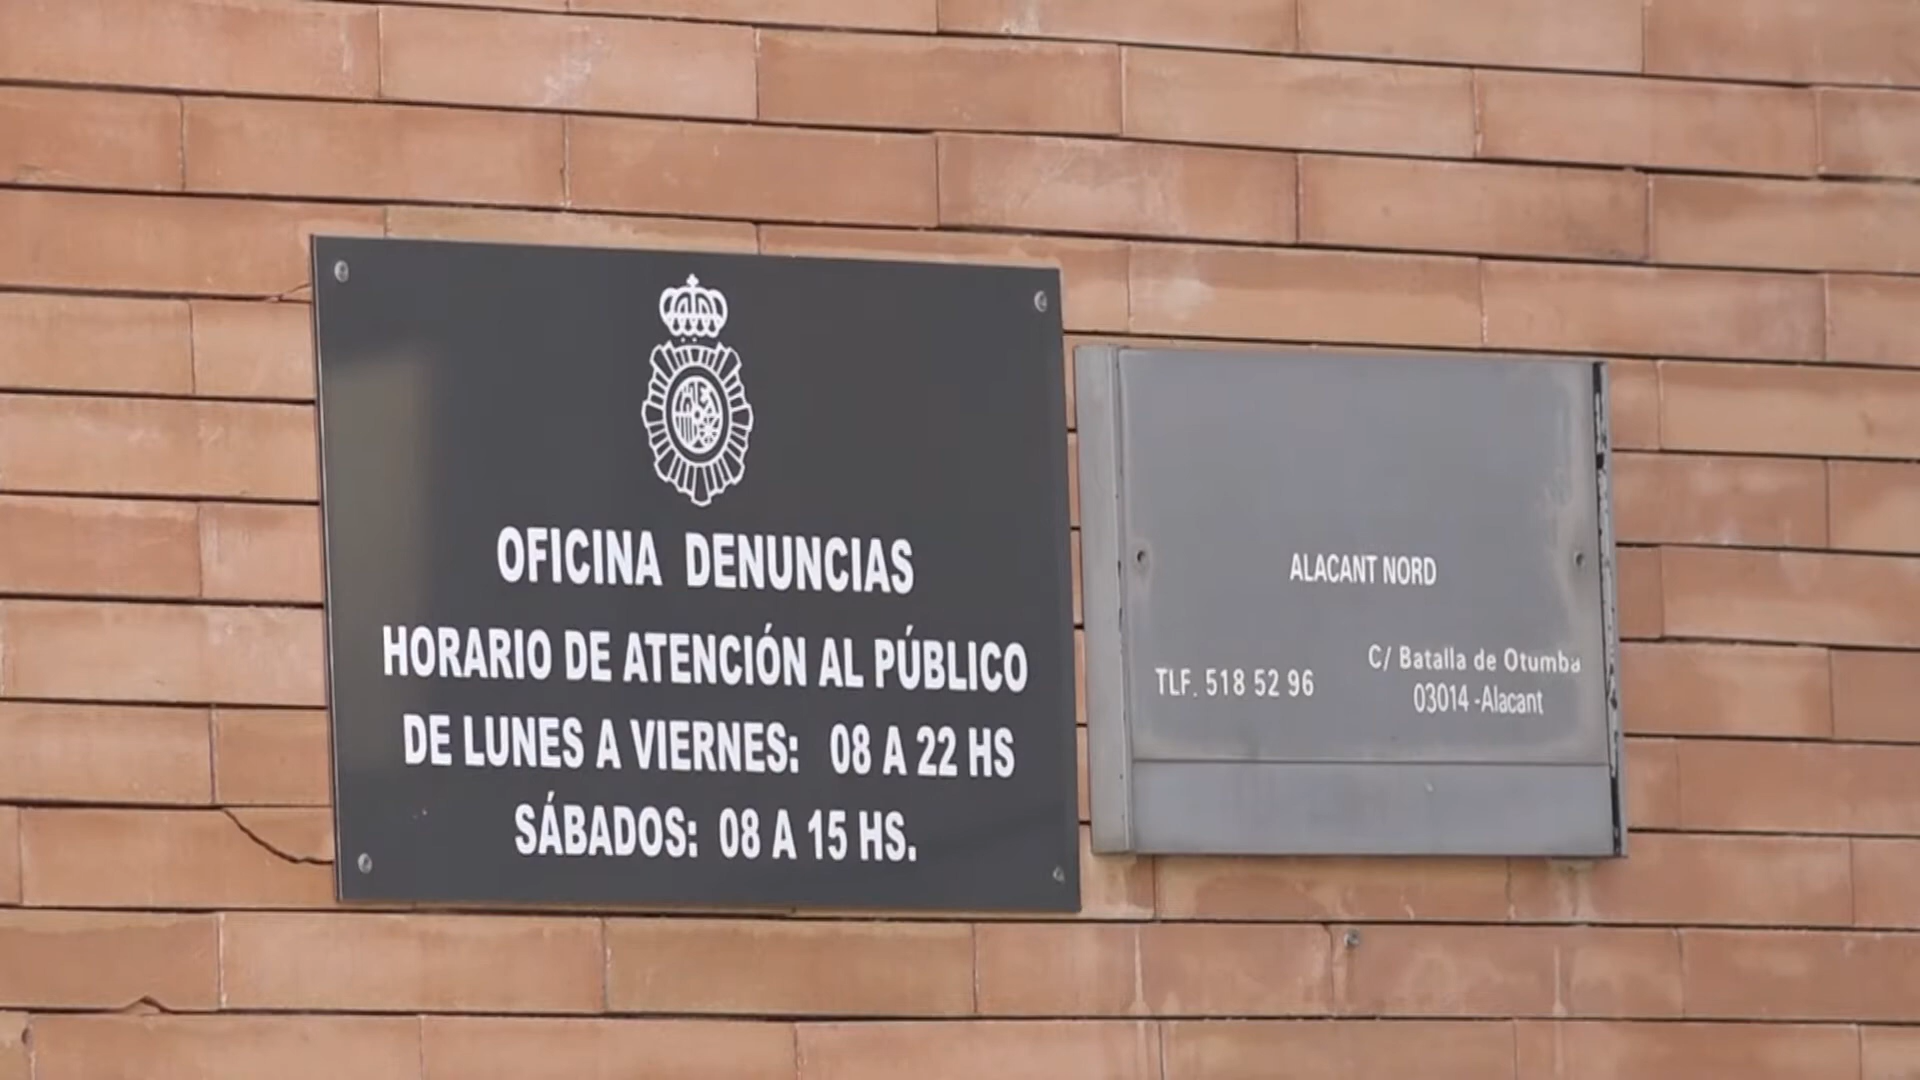 OFICINA DENUNCIAS
HORARIO DE ATENCIÓN AL PÚBLICO
DE LUNES A VIERNES: 08 A 22 HS
SÁBADOS: 08 A 15 HS.
ALACANT NORD
TLF. 518 52 96
C/ Batalla de Otumba
03014 -Alacant